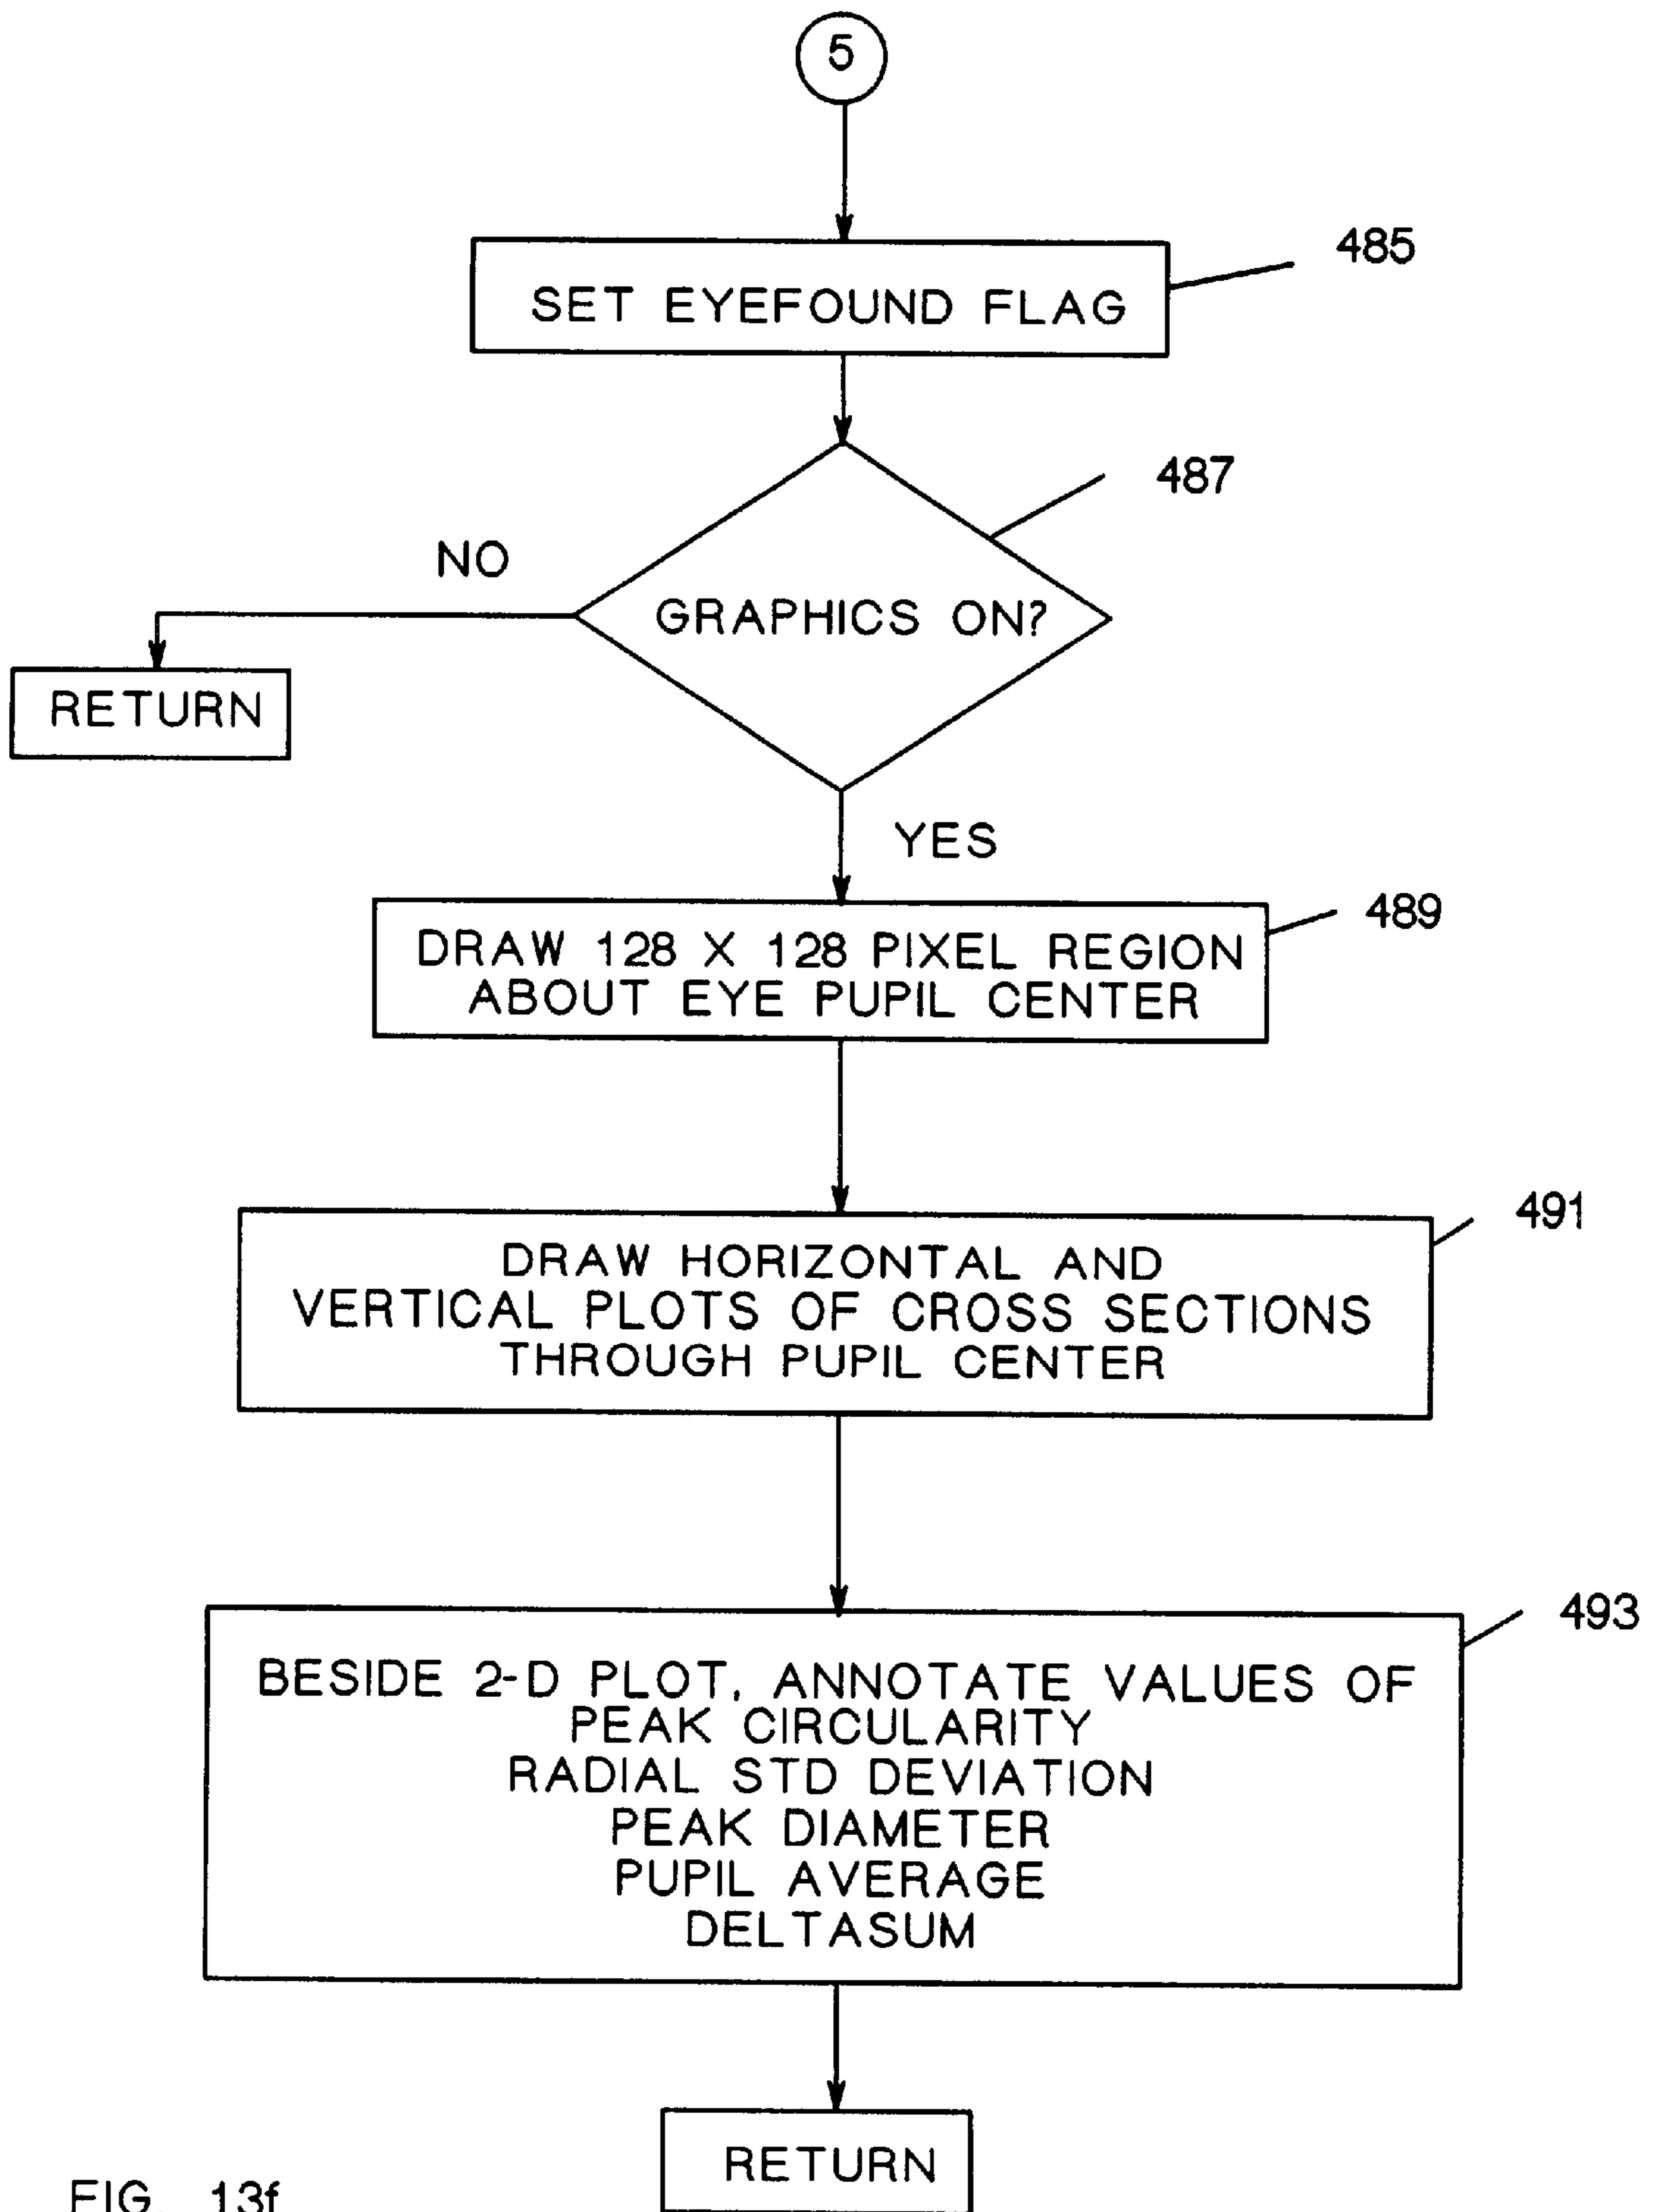 5
485
SET EYEFOUND FLAG
487
NO
GRAPHICS ON?
RETURN
YES
489
DRAW 128 X 128 PIXEL REGION
ABOUT EYE PUPIL CENTER
491
DRAW HORIZONTAL AND
VERTICAL PLOTS OF CROSS SECTIONS
THROUGH PUPIL CENTER
493
BESIDE 2-D PLOT, ANNOTATE VALUES OF
PEAK CIRCULARITY
RADIAL STD DEVIATION
PEAK DIAMETER
PUPIL AVERAGE
DELTASUM
RETURN
FIG. 13f